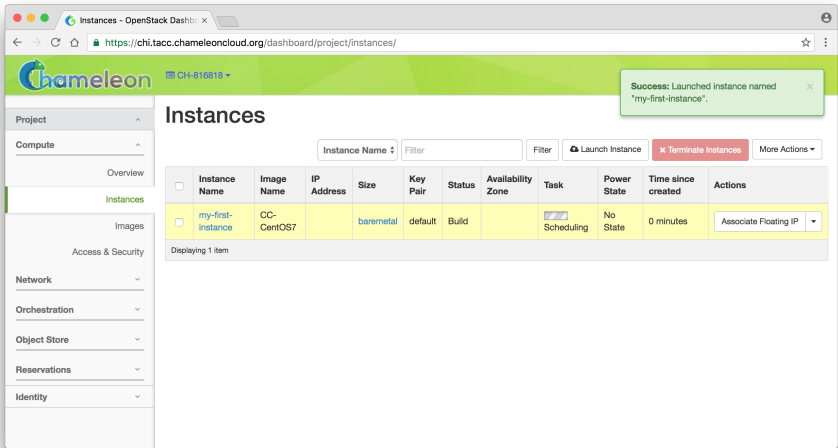 Instances - OpenStack Dashbo
https://chi.tacc.chameleoncloud.org/dashboard/project/instances/
Chameleon
CH-816818
Success: Launched instance named
"my-first-instance".
Project
Compute
Overview
Instances
Images
Access & Security
Network
Orchestration
Object Store
Reservations
Identity
Instances
Instance Name
Filter
Filter
Launch Instance
Terminate Instances
More Actions
Instance Name
Image Name
IP Address
Size
Key Pair
Status
Availability Zone
Task
Power State
Time since created
Actions
my-first-
instance
CC-
CentOS7
baremetal
default
Build
Scheduling
No
State
0 minutes
Associate Floating IP
Displaying 1 item